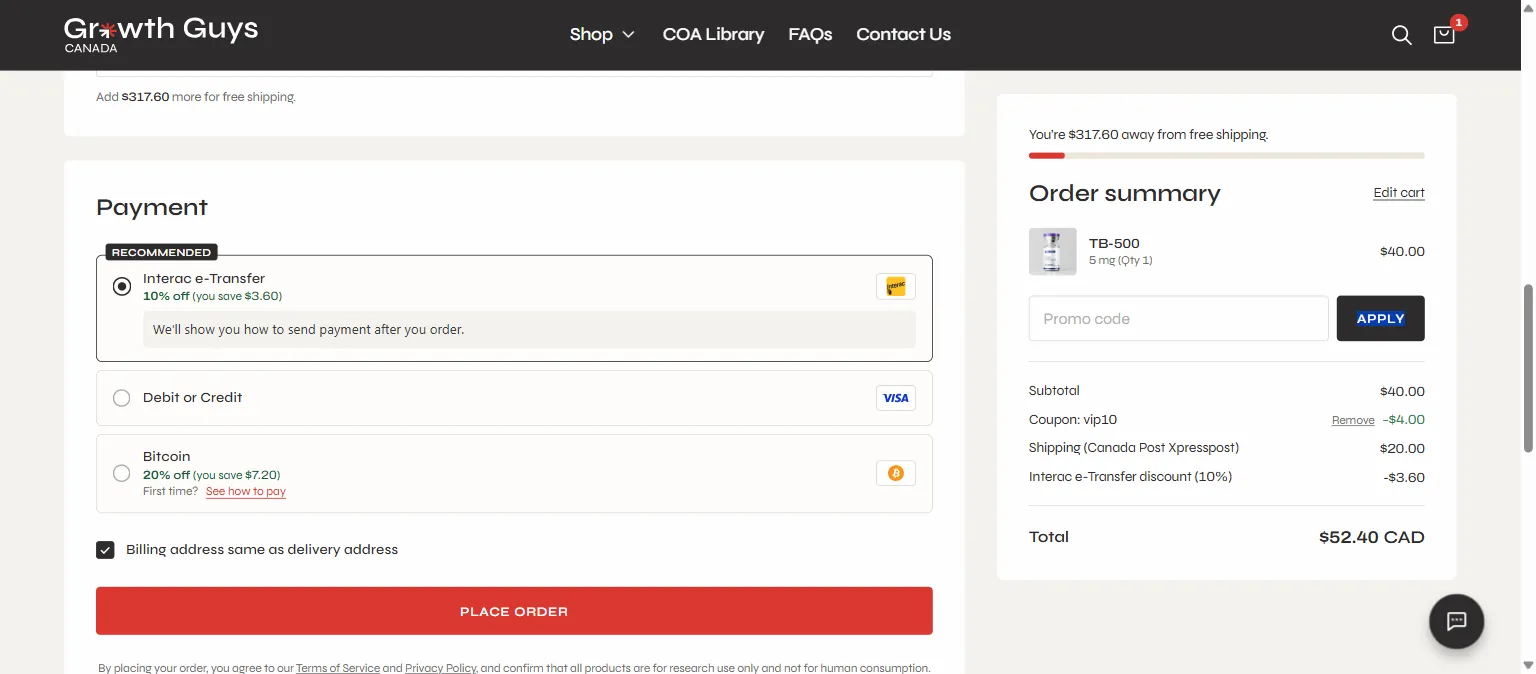 Growth Guys
CANADA
Shop
COA Library
FAQs
Contact Us
1
Add $317.60 more for free shipping.
Payment
RECOMMENDED
Interac e-Transfer
10% off (you save $3.60)
Interac
We'll show you how to send payment after you order.
Debit or Credit
VISA
Bitcoin
20% off (you save $7.20)
First time? See how to pay
Billing address same as delivery address
PLACE ORDER
By placing your order, you agree to our Terms of Service and Privacy Policy, and confirm that all products are for research use only and not for human consumption.
You're $317.60 away from free shipping.
Order summary
Edit cart
TB-500
5 mg (Qty 1)
$40.00
Promo code
APPLY
Subtotal
$40.00
Coupon: vip10
Remove -$4.00
Shipping (Canada Post Xpresspost)
$20.00
Interac e-Transfer discount (10%)
-$3.60
Total
$52.40 CAD